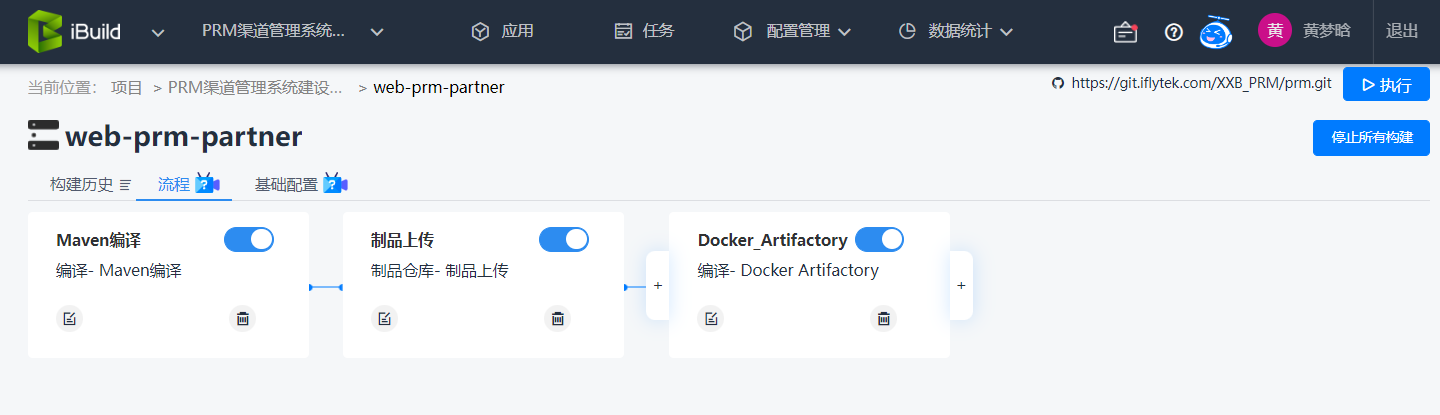 iBuild PRM渠道管理系统... 应用 任务 配置管理 数据统计 黄 黄梦晗 退出
当前位置： 项目 > PRM渠道管理系统建设... > web-prm-partner https://git.iflytek.com/XXB_PRM/prm.git 执行
web-prm-partner 停止所有构建
构建历史 流程 ? 基础配置 ?
Maven编译 制品上传 Docker_Artifactory
编译- Maven编译 制品仓库- 制品上传 编译- Docker Artifactory
+ +